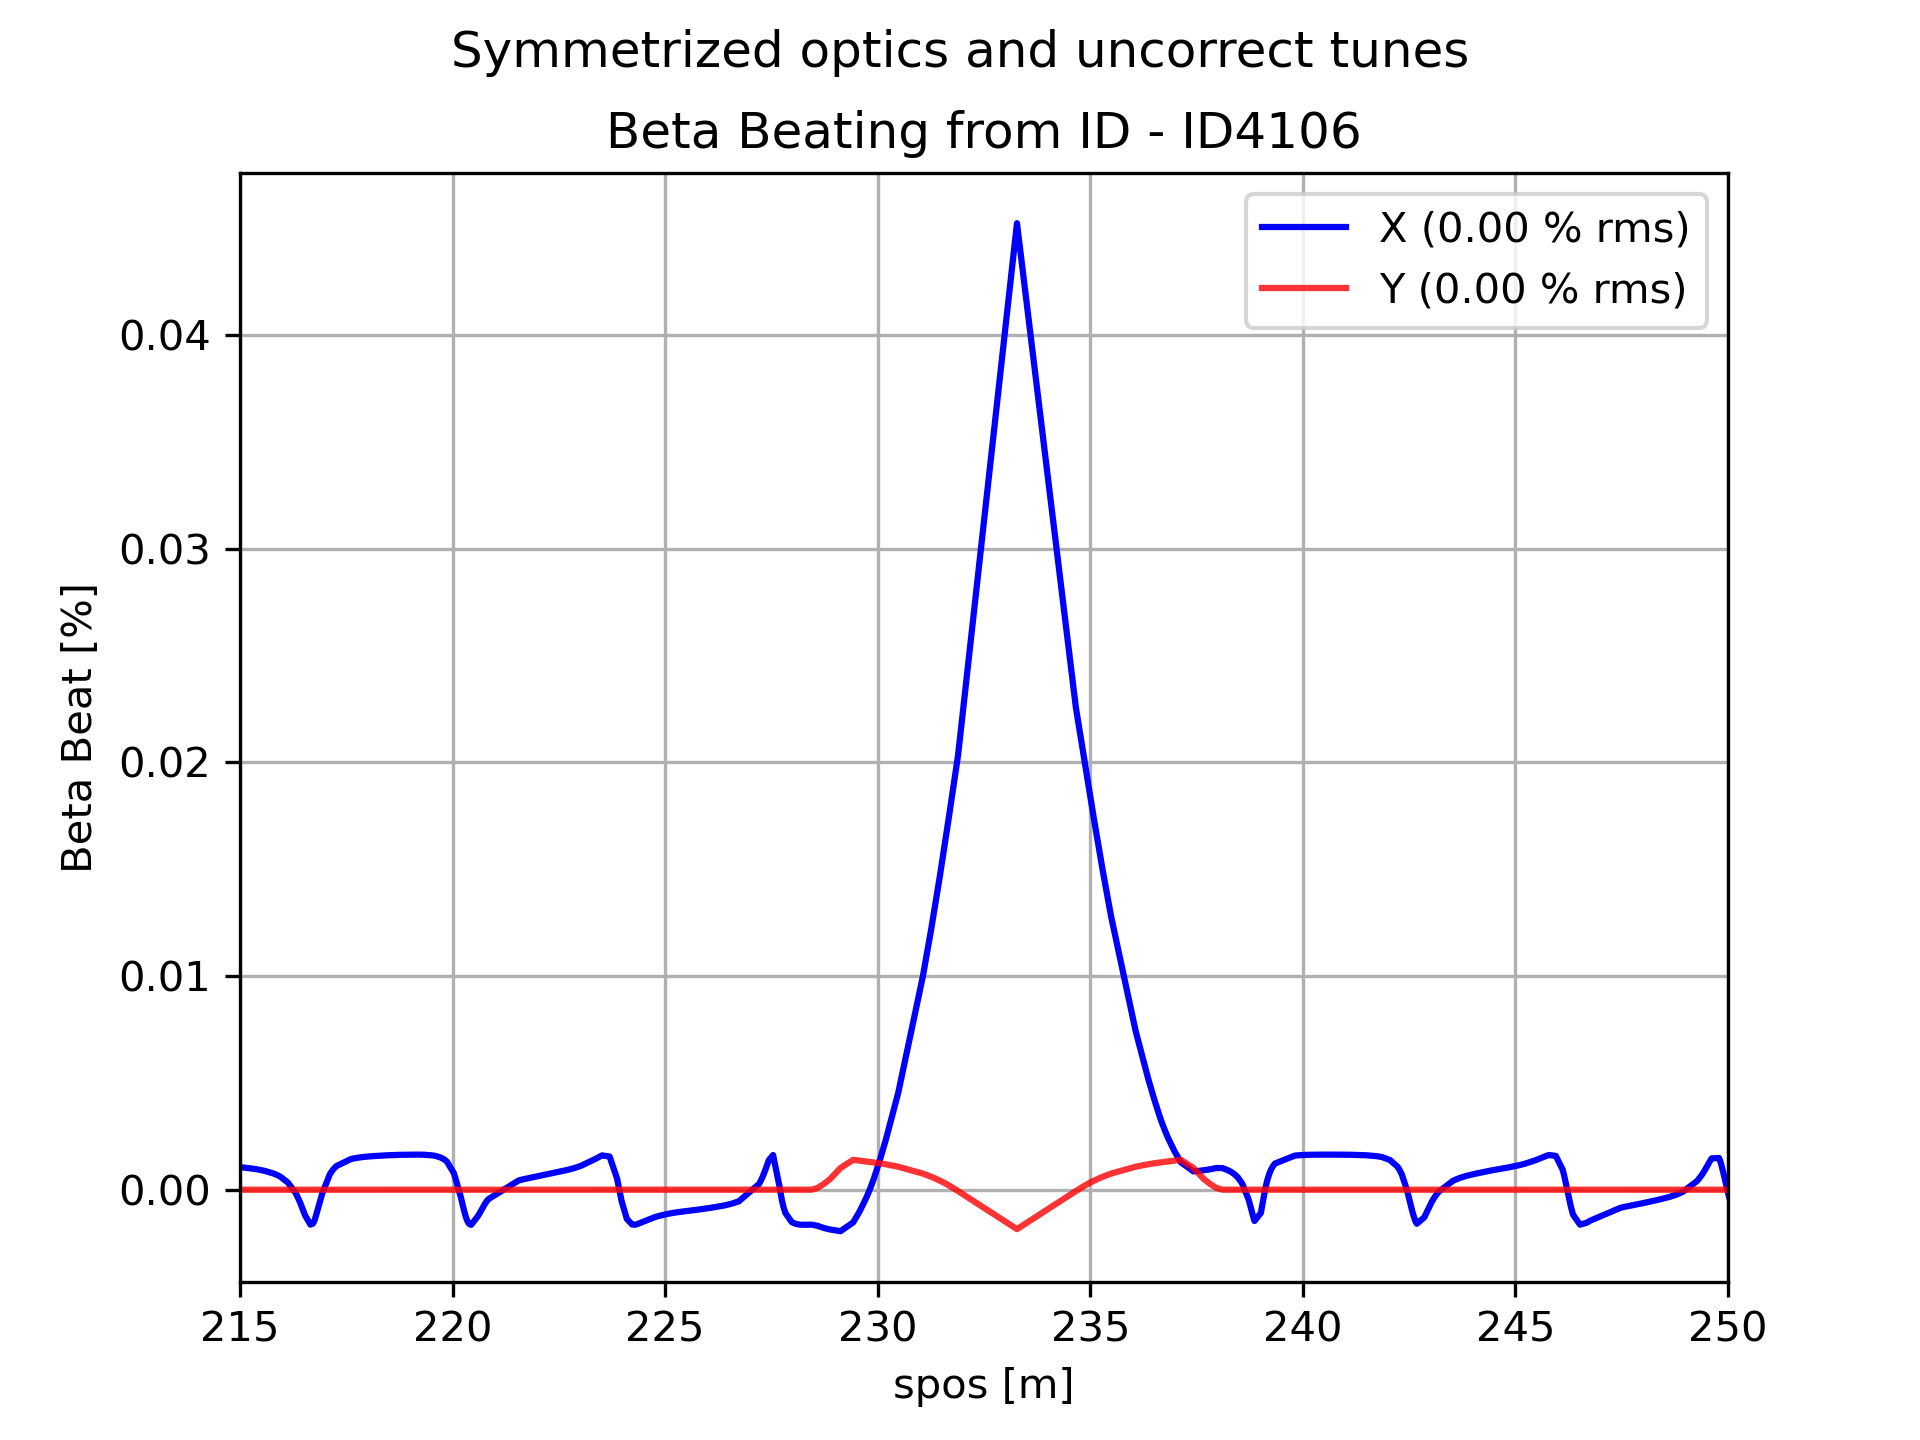 Symmetrized optics and uncorrect tunes
Beta Beating from ID - ID4106
X (0.00 % rms)
Y (0.00 % rms)
Beta Beat [%]
0.04
0.03
0.02
0.01
0.00
215 220 225 230 235 240 245 250
spos [m]